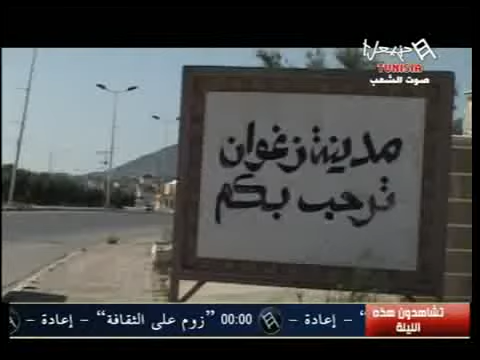 TUNISIA
صوت الشعب
مدينة زغوان
ترحب بكم
تشاهدون هذه
الليلة
– إعادة – 00:00 "زوم على الثقافة" – إعادة –